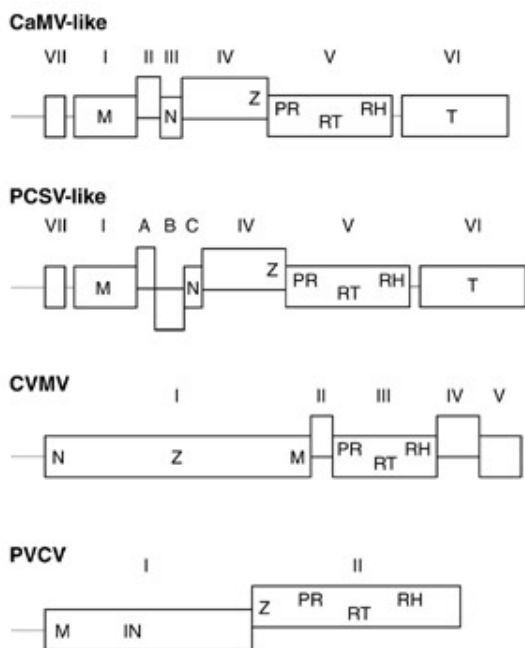 CaMV-like
VII I II III IV V VI
M N Z PR RT RH T
PCSV-like
VII I A B C IV V VI
M N Z PR RT RH T
CVMV
I II III IV V
N Z M PR RT RH
PVCV
I II
M IN Z PR RT RH